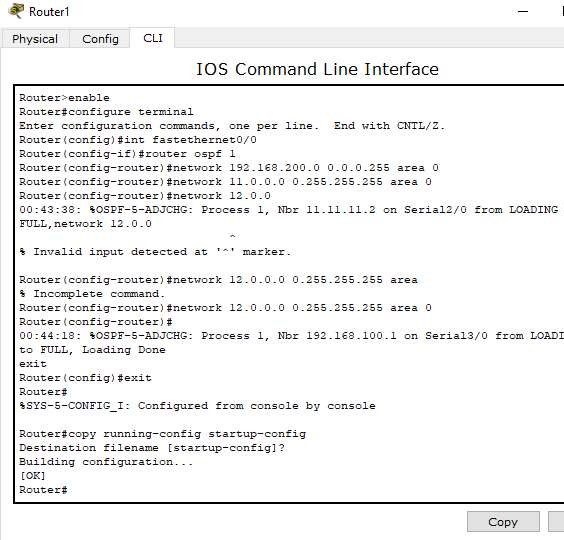 Router1
Physical Config CLI
IOS Command Line Interface
Router>enable
Router#configure terminal
Enter configuration commands, one per line.  End with CNTL/Z.
Router(config)#int fastethernet0/0
Router(config-if)#router ospf 1
Router(config-router)#network 192.168.200.0 0.0.0.255 area 0
Router(config-router)#network 11.0.0.0 0.255.255.255 area 0
Router(config-router)#network 12.0.0
00:43:38: %OSPF-5-ADJCHG: Process 1, Nbr 11.11.11.2 on Serial2/0 from LOADING
FULL,network 12.0.0
^
% Invalid input detected at '^' marker.
Router(config-router)#network 12.0.0.0 0.255.255.255 area
% Incomplete command.
Router(config-router)#network 12.0.0.0 0.255.255.255 area 0
Router(config-router)#
00:44:18: %OSPF-5-ADJCHG: Process 1, Nbr 192.168.100.1 on Serial3/0 from LOADI
to FULL, Loading Done
exit
Router(config)#exit
Router#
%SYS-5-CONFIG_I: Configured from console by console
Router#copy running-config startup-config
Destination filename [startup-config]?
Building configuration...
[OK]
Router#
Copy